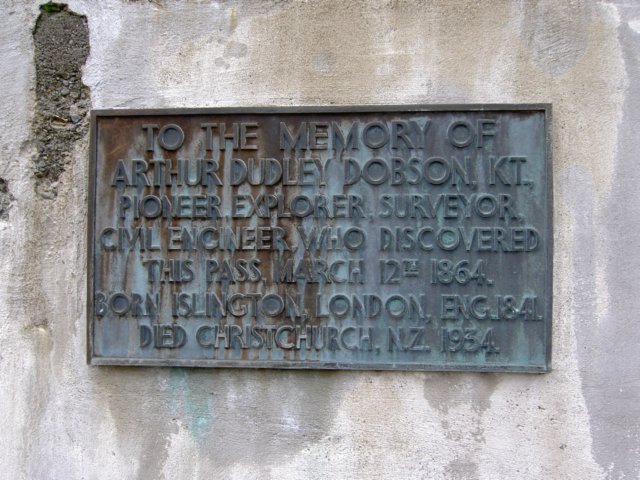 TO THE MEMORY OF
ARTHUR DUDLEY DOBSON, KT.,
PIONEER, EXPLORER, SURVEYOR,
CIVIL ENGINEER, WHO DISCOVERED
THIS PASS, MARCH 12TH 1864.
BORN ISLINGTON, LONDON, ENG. 1841.
DIED CHRISTCHURCH, N.Z. 1934.